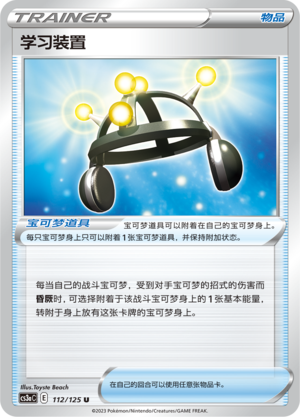 TRAINER 物品
学习装置
宝可梦道具 宝可梦道具可以附着在自己的宝可梦身上。
每只宝可梦身上只可以附着1张宝可梦道具，并保持附加状态。
每当自己的战斗宝可梦，受到对手宝可梦的招式的伤害而
昏厥时，可选择附着于该战斗宝可梦身上的1张基本能量，
转附于身上放有这张卡牌的宝可梦身上。
Illus.Toyste Beach
在自己的回合可以使用任意张物品卡。
CS3aC E 112/125 U
©2023 Pokémon/Nintendo/Creatures/GAME FREAK.